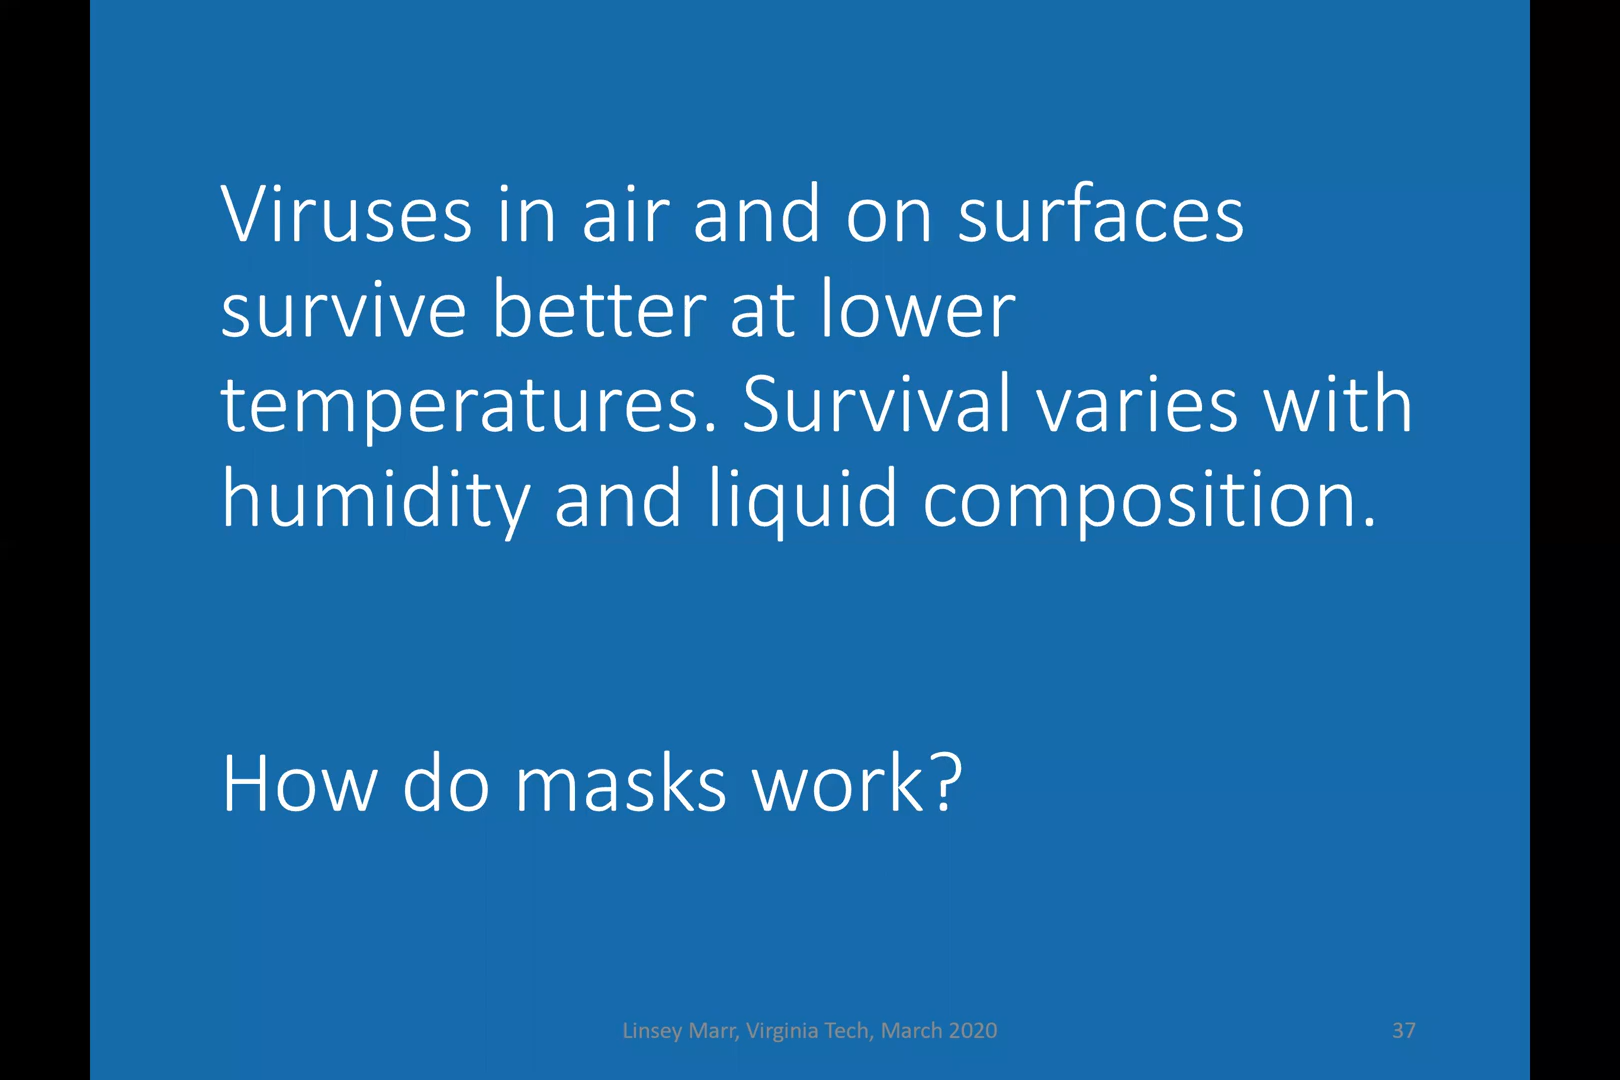 Viruses in air and on surfaces
survive better at lower
temperatures. Survival varies with
humidity and liquid composition.
How do masks work?
Linsey Marr, Virginia Tech, March 2020
37